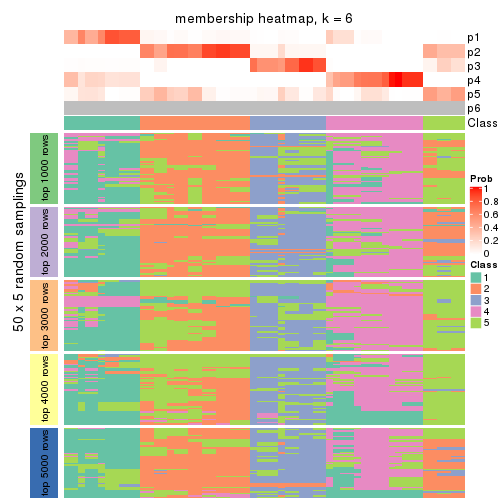 membership heatmap, k = 6
p1
p2
p3
p4
p5
p6
Class
50 x 5 random samplings
top 1000 rows
top 2000 rows
top 3000 rows
top 4000 rows
top 5000 rows
Prob
1
0.8
0.6
0.4
0.2
0
Class
1
2
3
4
5